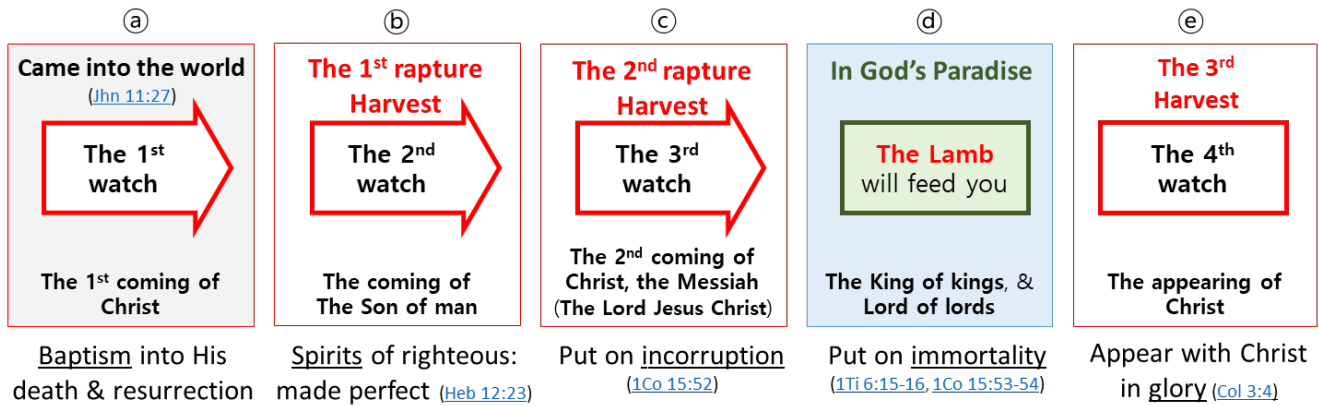 ⓐ
Came into the world
(Jhn 11:27)
The 1st
watch
The 1st coming of
Christ
Baptism into His
death & resurrection
ⓑ
The 1st rapture
Harvest
The 2nd
watch
The coming of
The Son of man
Spirits of righteous:
made perfect (Heb 12:23)
ⓒ
The 2nd rapture
Harvest
The 3rd
watch
The 2nd coming of
Christ, the Messiah
(The Lord Jesus Christ)
Put on incorruption
(1Co 15:52)
ⓓ
In God’s Paradise
The Lamb
will feed you
The King of kings, &
Lord of lords
Put on immortality
(1Ti 6:15-16, 1Co 15:53-54)
ⓔ
The 3rd
Harvest
The 4th
watch
The appearing of
Christ
Appear with Christ
in glory (Col 3:4)